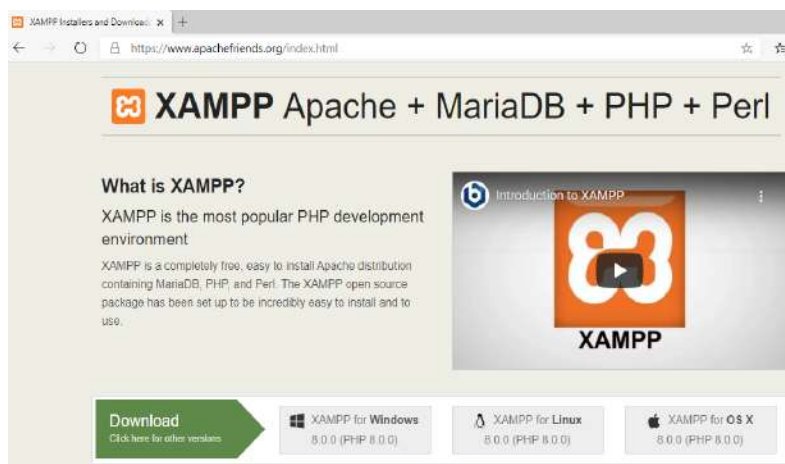 XAMPP Installers and Download
https://www.apachefriends.org/index.html
XAMPP Apache + MariaDB + PHP + Perl
What is XAMPP?
XAMPP is the most popular PHP development
environment
XAMPP is a completely free, easy to install Apache distribution
containing MariaDB, PHP, and Perl. The XAMPP open source
package has been set up to be incredibly easy to install and to
use.
Introduction to XAMPP
XAMPP
Download
Click here for other versions
XAMPP for Windows
8.0.0 (PHP 8.0.0)
XAMPP for Linux
8.0.0 (PHP 8.0.0)
XAMPP for OS X
8.0.0 (PHP 8.0.0)